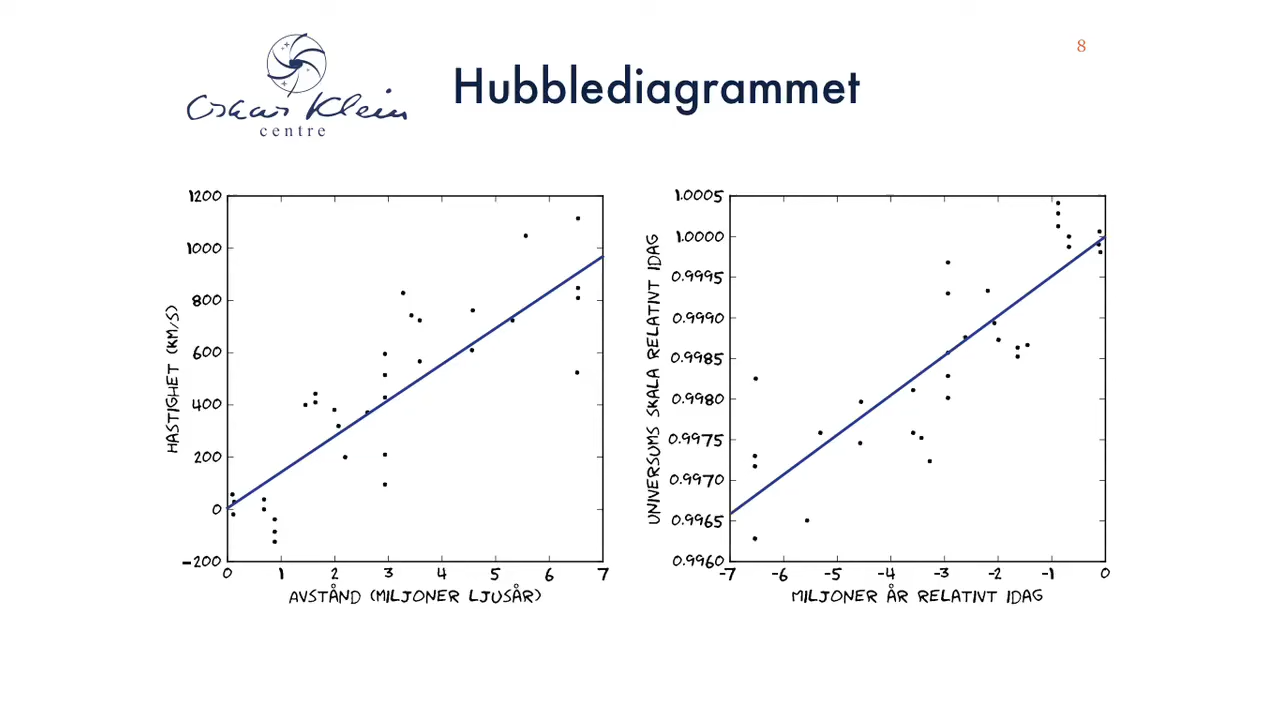 8
Oskar Klein
centre
Hubblediagrammet
1200
1000
800
600
400
200
0
-200
0 1 2 3 4 5 6 7
HASTIGHET (KM/S)
AVSTÅND (MILJONER LJUSÅR)
1.0005
1.0000
0.9995
0.9990
0.9985
0.9980
0.9975
0.9970
0.9965
0.9960
-7 -6 -5 -4 -3 -2 -1 0
UNIVERSUMS SKALA RELATIVT IDAG
MILJONER ÅR RELATIVT IDAG